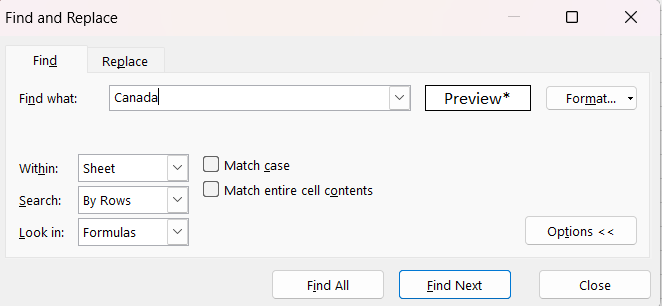 Find and Replace
Find
Replace
Find what:
Canada
Preview*
Format...
Within:
Sheet
Match case
Match entire cell contents
Search:
By Rows
Look in:
Formulas
Options <<
Find All
Find Next
Close